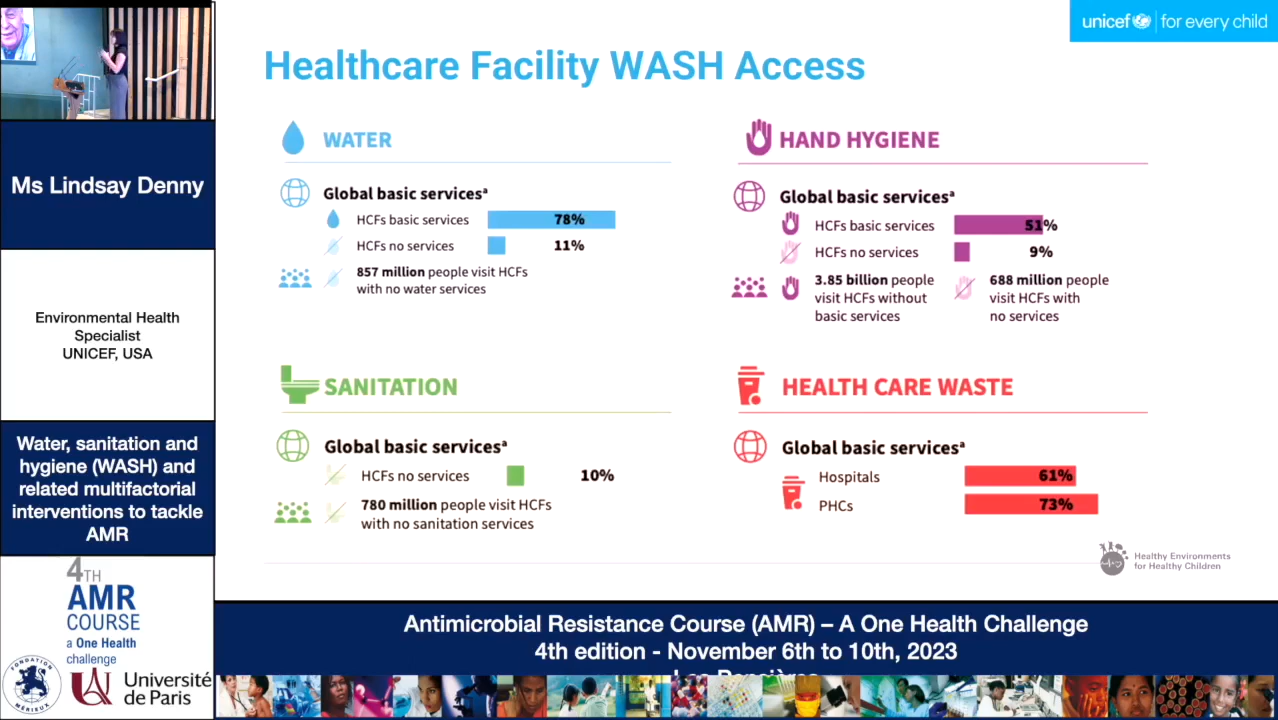 unicef for every child
Healthcare Facility WASH Access
WATER
Global basic servicesᵃ
HCFs basic services 78%
HCFs no services 11%
857 million people visit HCFs
with no water services
HAND HYGIENE
Global basic servicesᵃ
HCFs basic services 51%
HCFs no services 9%
3.85 billion people
visit HCFs without
basic services
688 million people
visit HCFs with
no services
SANITATION
Global basic servicesᵃ
HCFs no services 10%
780 million people visit HCFs
with no sanitation services
HEALTH CARE WASTE
Global basic servicesᵃ
Hospitals 61%
PHCs 73%
Healthy Environments
for Healthy Children
Ms Lindsay Denny
Environmental Health
Specialist
UNICEF, USA
Water, sanitation and
hygiene (WASH) and
related multifactorial
interventions to tackle
AMR
4TH
AMR
COURSE
a One Health
challenge
FONDATION
MÉRIEUX
Université
de Paris
Antimicrobial Resistance Course (AMR) – A One Health Challenge
4th edition - November 6th to 10th, 2023